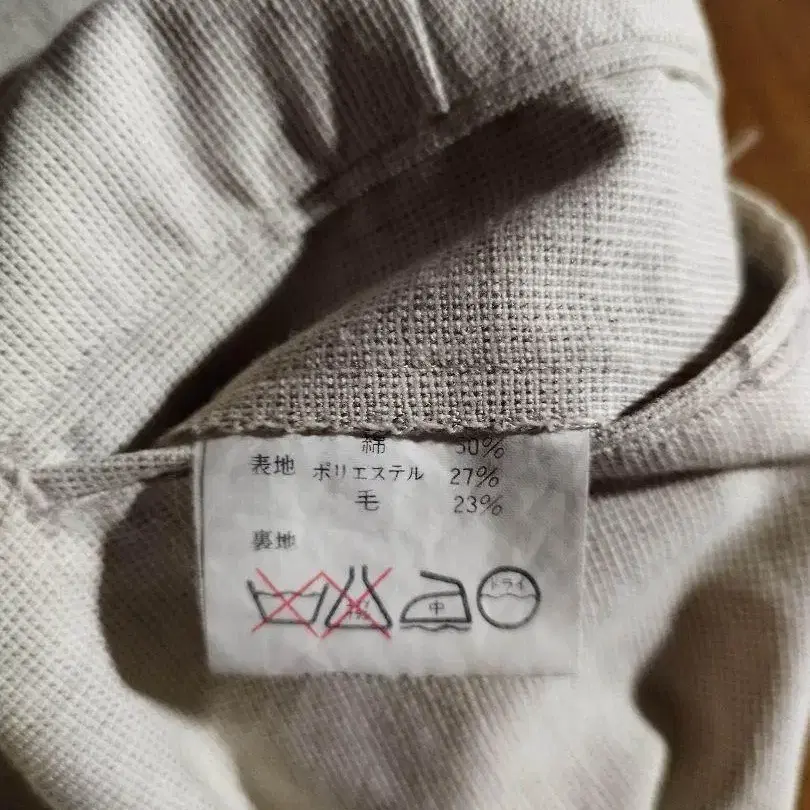 表地 綿 50%
ポリエステル 27%
毛 23%
裏地
中 ドライ